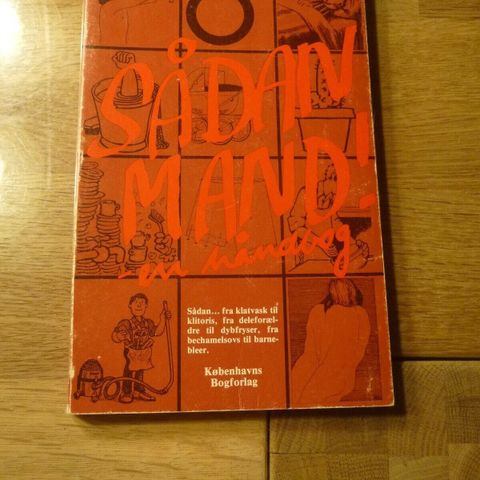 SÅDAN
MAND!
- en håndbog
Sådan... fra klatvask til
klitoris, fra deleforæl-
dre til dybfryser, fra
bechamelsovs til barne-
bleer.
Københavns
Bogforlag